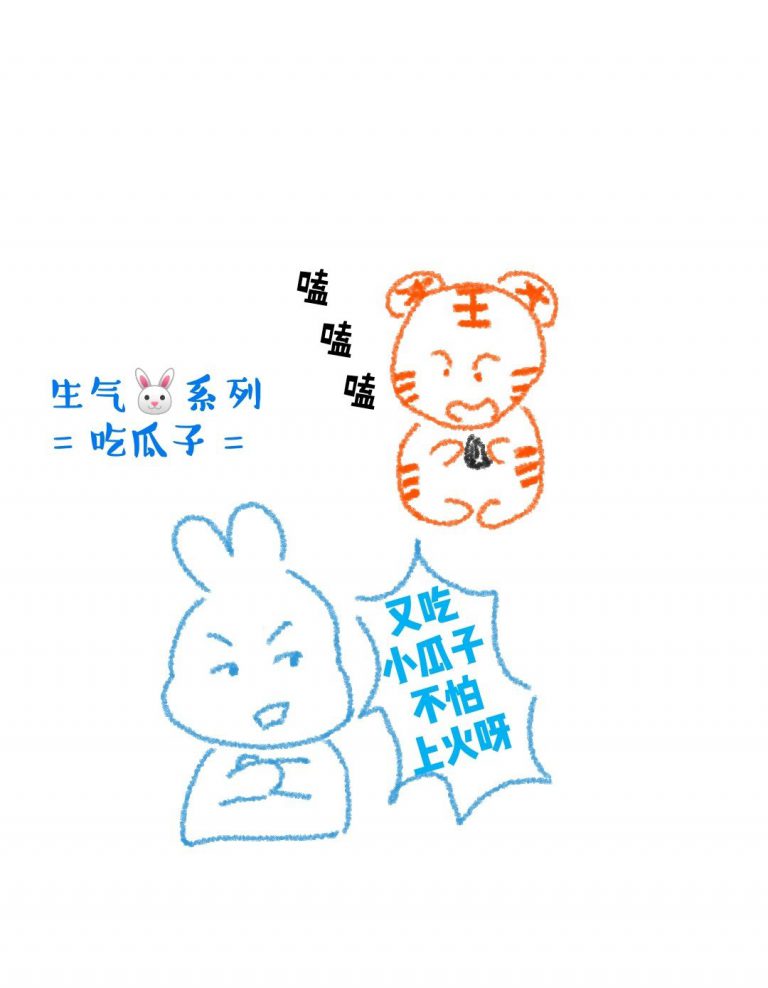 嗑
嗑
嗑
生气🐰系列
= 吃瓜子 =
王
又吃
小瓜子
不怕
上火呀